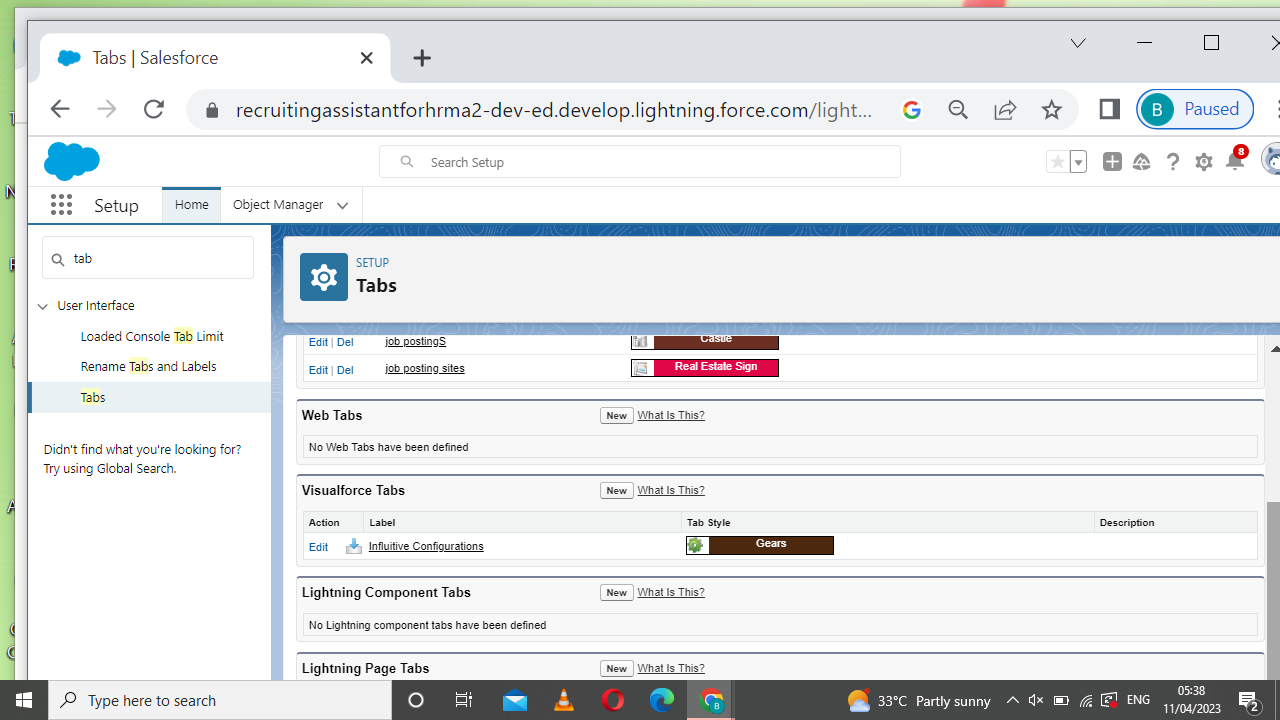 Tabs | Salesforce
recruitingassistantforhrma2-dev-ed.develop.lightning.force.com/light...
B Paused
Search Setup
8
Setup
Home
Object Manager
tab
User Interface
Loaded Console Tab Limit
Rename Tabs and Labels
Tabs
Didn't find what you're looking for?
Try using Global Search.
SETUP
Tabs
Edit | Del job postingS Castle
Edit | Del job posting sites Real Estate Sign
Web Tabs New What Is This?
No Web Tabs have been defined
Visualforce Tabs New What Is This?
Action Label Tab Style Description
Edit Influitive Configurations Gears
Lightning Component Tabs New What Is This?
No Lightning component tabs have been defined
Lightning Page Tabs New What Is This?
Type here to search
B
33°C Partly sunny
ENG
05:38
11/04/2023
2